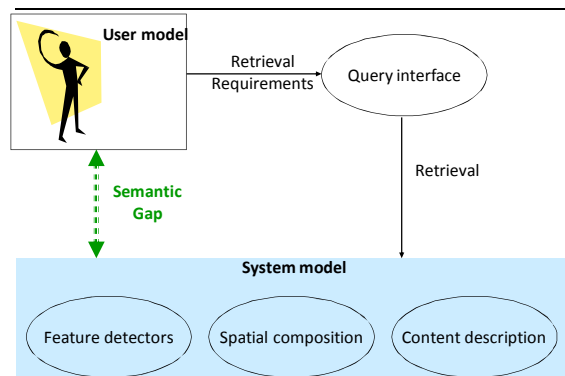 User model
Retrieval
Requirements
Query interface
Semantic
Gap
Retrieval
System model
Feature detectors
Spatial composition
Content description